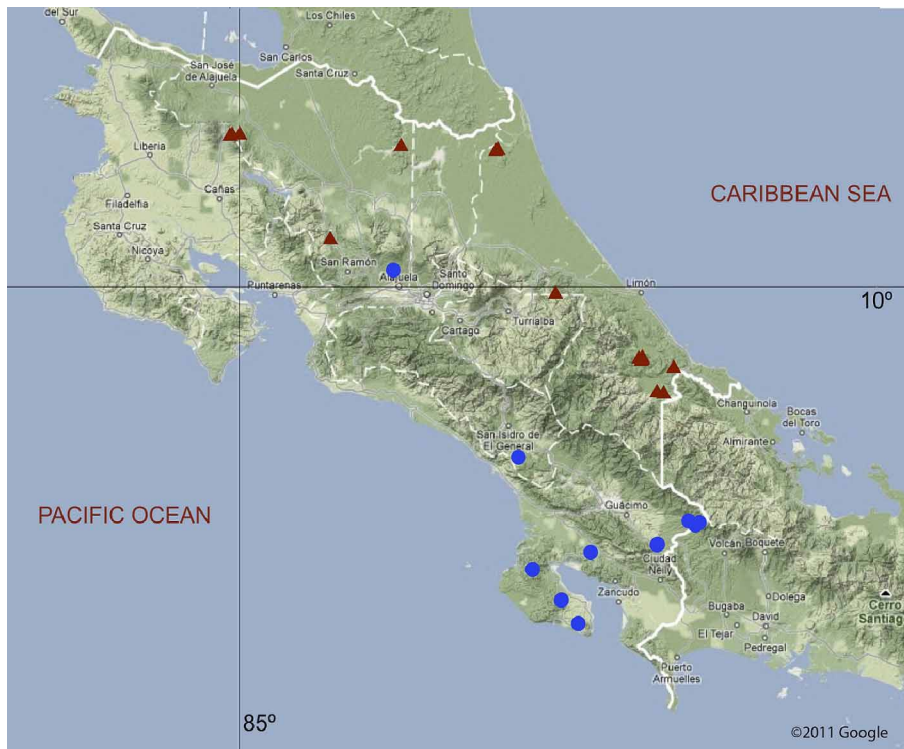 del Sur
Los Chiles
San Carlos
San José
de Alajuela
Santa Cruz
Liberia
Cañas
CARIBBEAN SEA
Filadelfia
Santa Cruz
Nicoya
San Ramón
Alajuela
Santo
Domingo
Puntarenas
Limón
10º
Cartago
Turrialba
Changuinola
Bocas
del Toro
San Isidro de
El General
Almirante
PACIFIC OCEAN
Guácimo
Volcán
Boquete
Ciudad
Neily
Zancudo
Dolega
Cerro
Santiag
Bugaba
David
El Tejar
Pedregal
Puerto
Armuelles
85º
©2011 Google